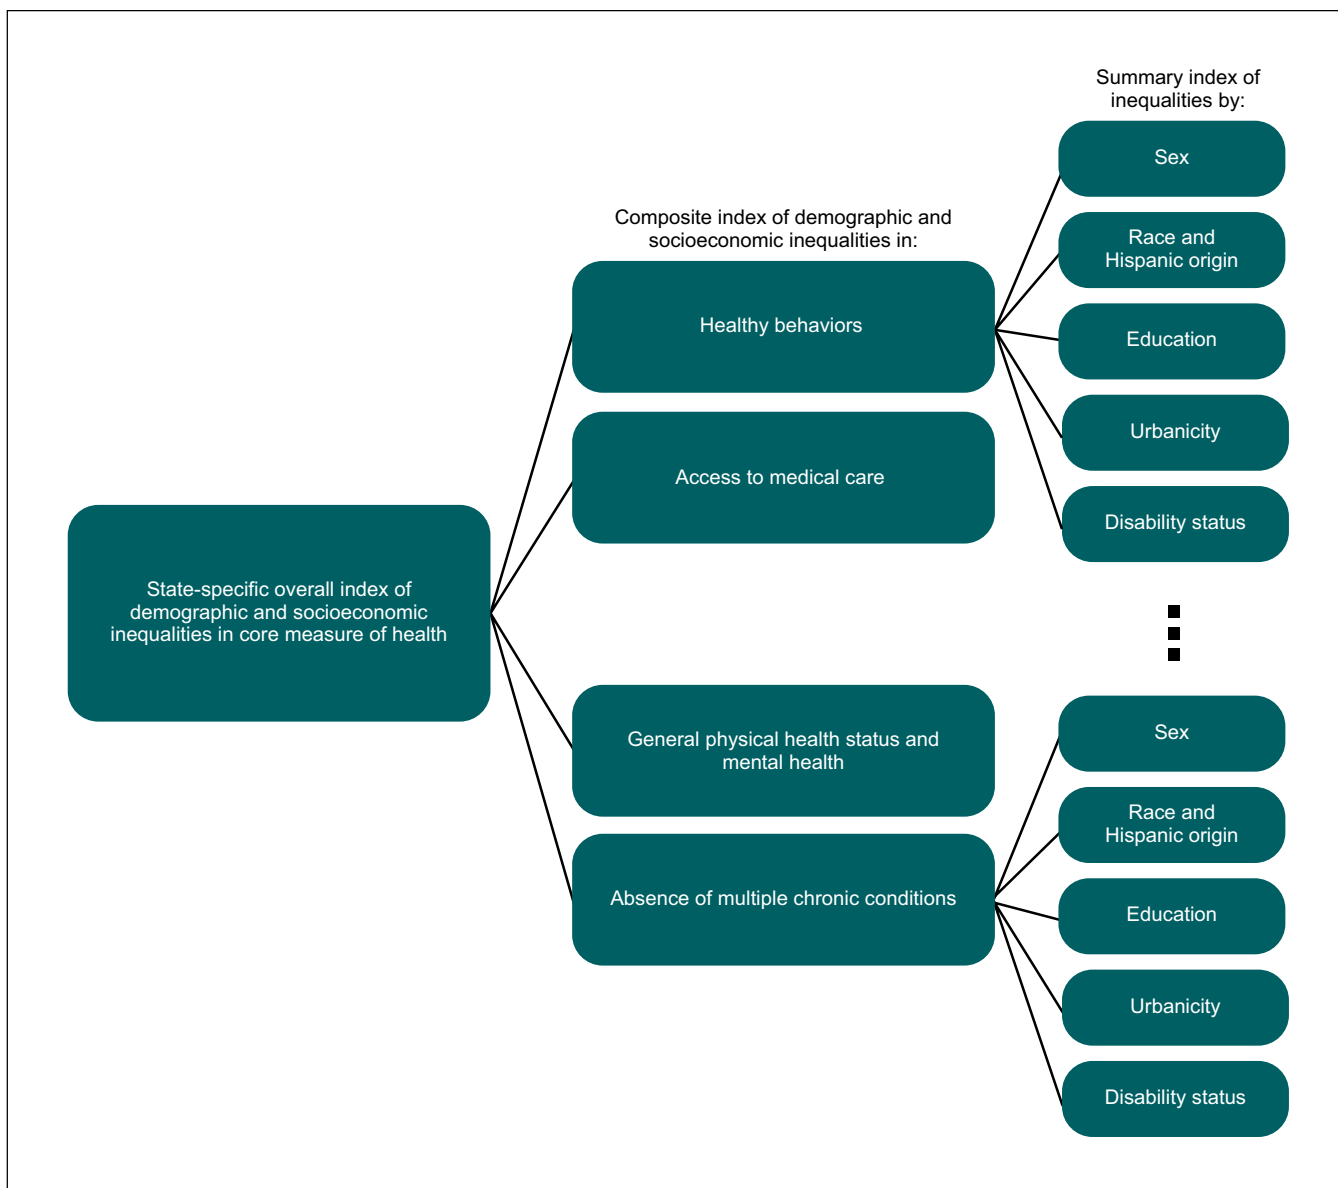 Summary index of
inequalities by:
Sex
Race and
Hispanic origin
Education
Urbanicity
Disability status
Composite index of demographic and
socioeconomic inequalities in:
Healthy behaviors
Access to medical care
State-specific overall index of
demographic and socioeconomic
inequalities in core measure of health
General physical health status and
mental health
Absence of multiple chronic conditions
Sex
Race and
Hispanic origin
Education
Urbanicity
Disability status